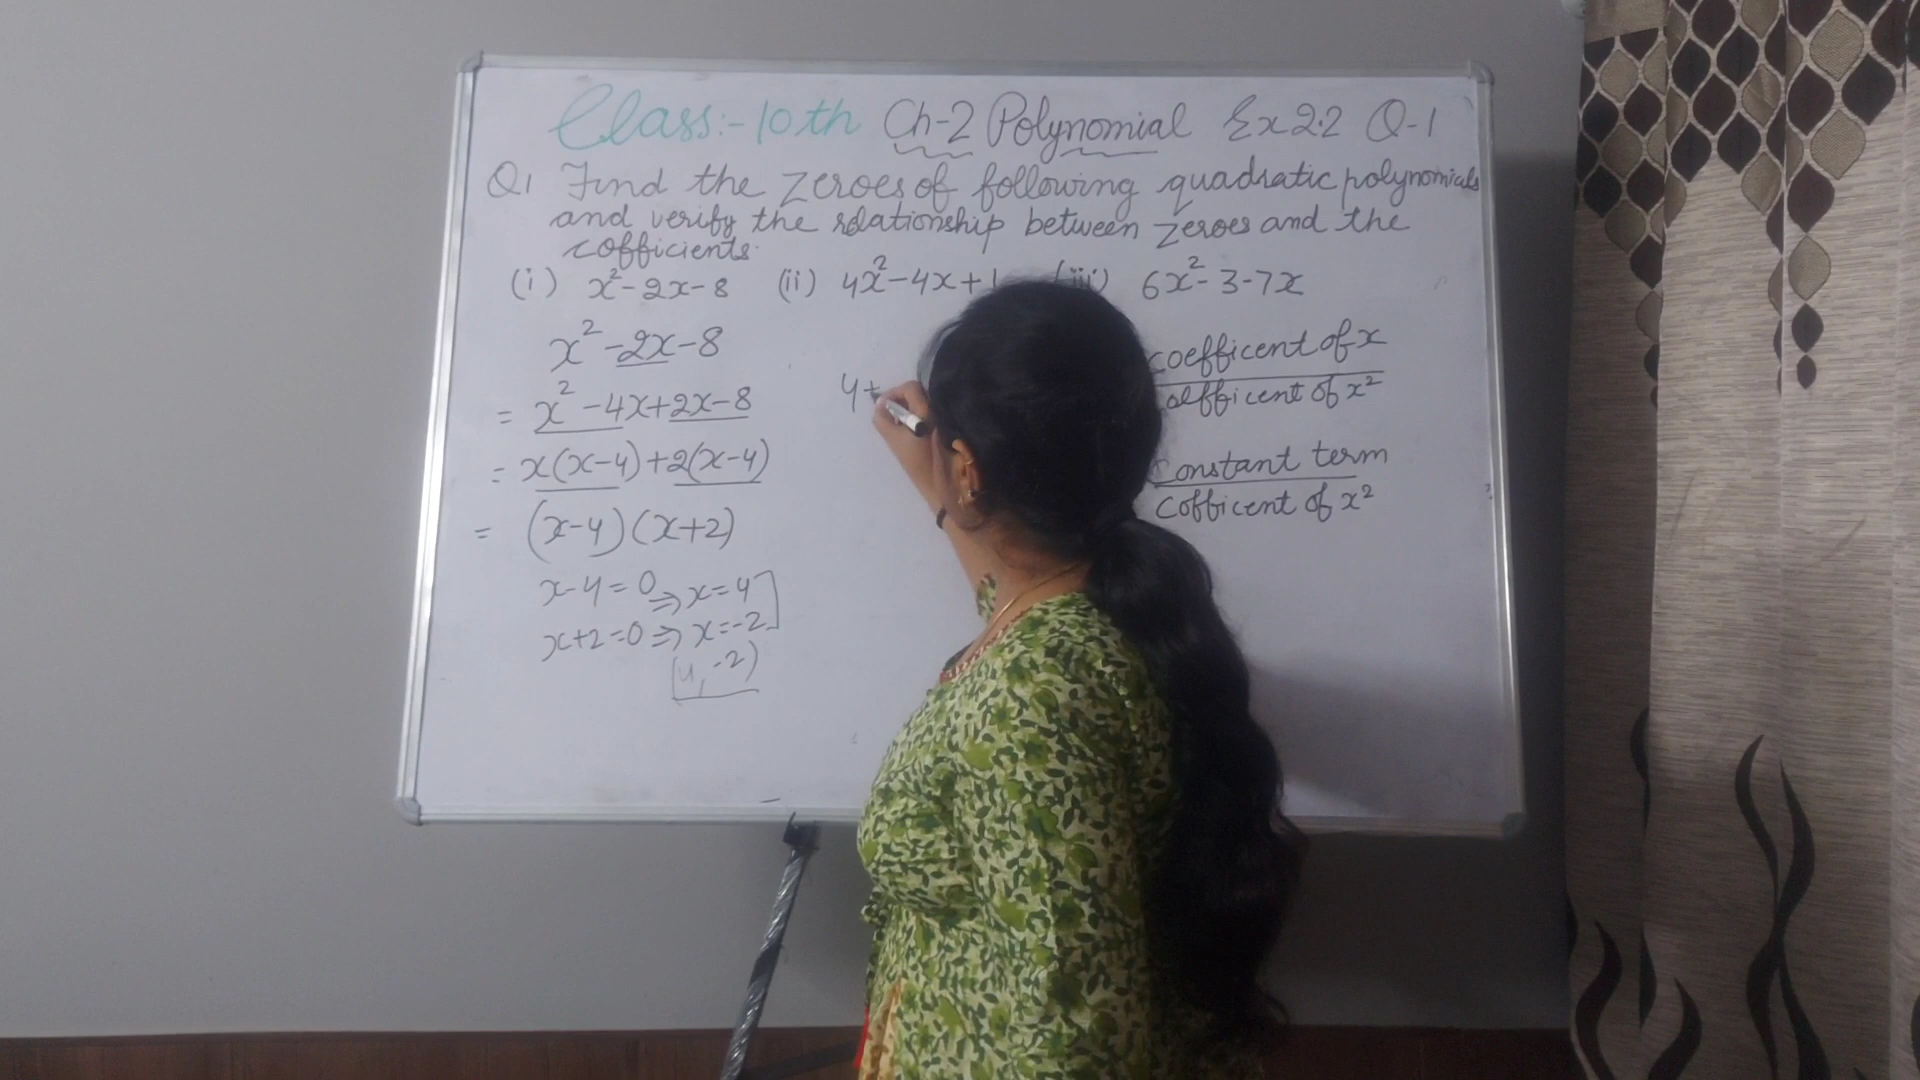 Class:- 10th Ch-2 Polynomial Ex 2.2 Q-1
Q1 Find the zeroes of following quadratic polynomials
and verify the relationship between zeroes and the
cofficients.
(i) x²-2x-8 (ii) 4x²-4x+1 (iii) 6x²-3-7x
x²-2x-8
= x²-4x+2x-8
= x(x-4)+2(x-4)
= (x-4)(x+2)
x-4=0 ⇒ x=4
x+2=0 ⇒ x=-2
(4, -2)
4+
coefficent of x
coefficent of x²
Constant term
Cofficent of x²